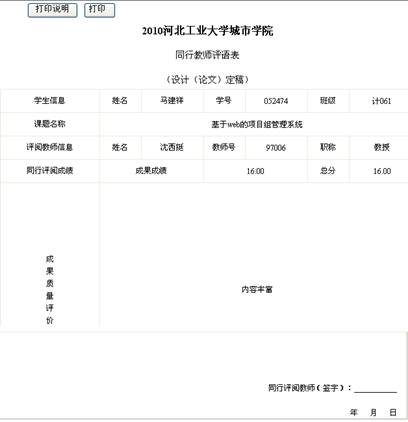 打印说明 打印
2010河北工业大学城市学院
同行教师评语表
（设计（论文）定稿）
学生信息 姓名 马建祥 学号 052474 班级 计061
课题名称 基于web的项目组管理系统
评阅教师信息 姓名 沈西挺 教师号 97006 职称 教授
同行评阅成绩 成果成绩 16.00 总分 16.00
成
果
质
量
评
价
内容丰富
同行评阅教师（签字）：__________
年 月 日